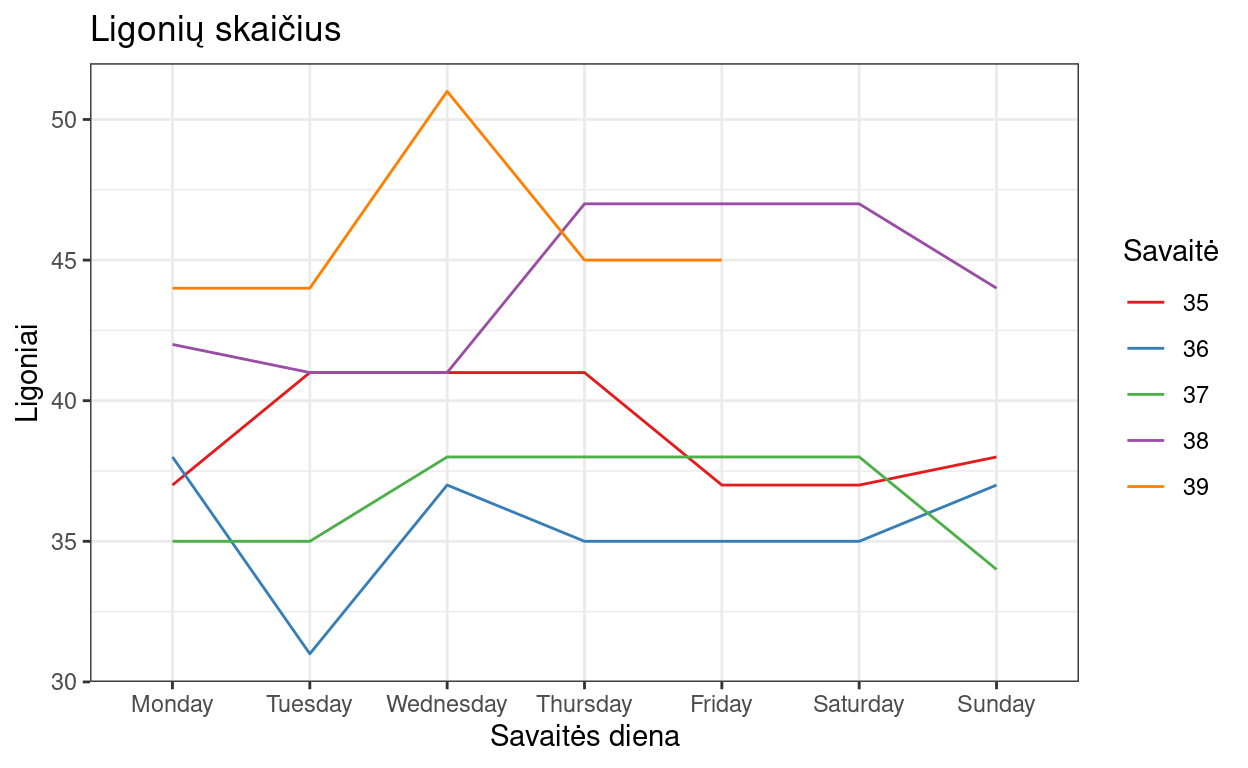 Ligonių skaičius
50
45
40
35
30
Ligoniai
Monday Tuesday Wednesday Thursday Friday Saturday Sunday
Savaitės diena
Savaitė
35
36
37
38
39